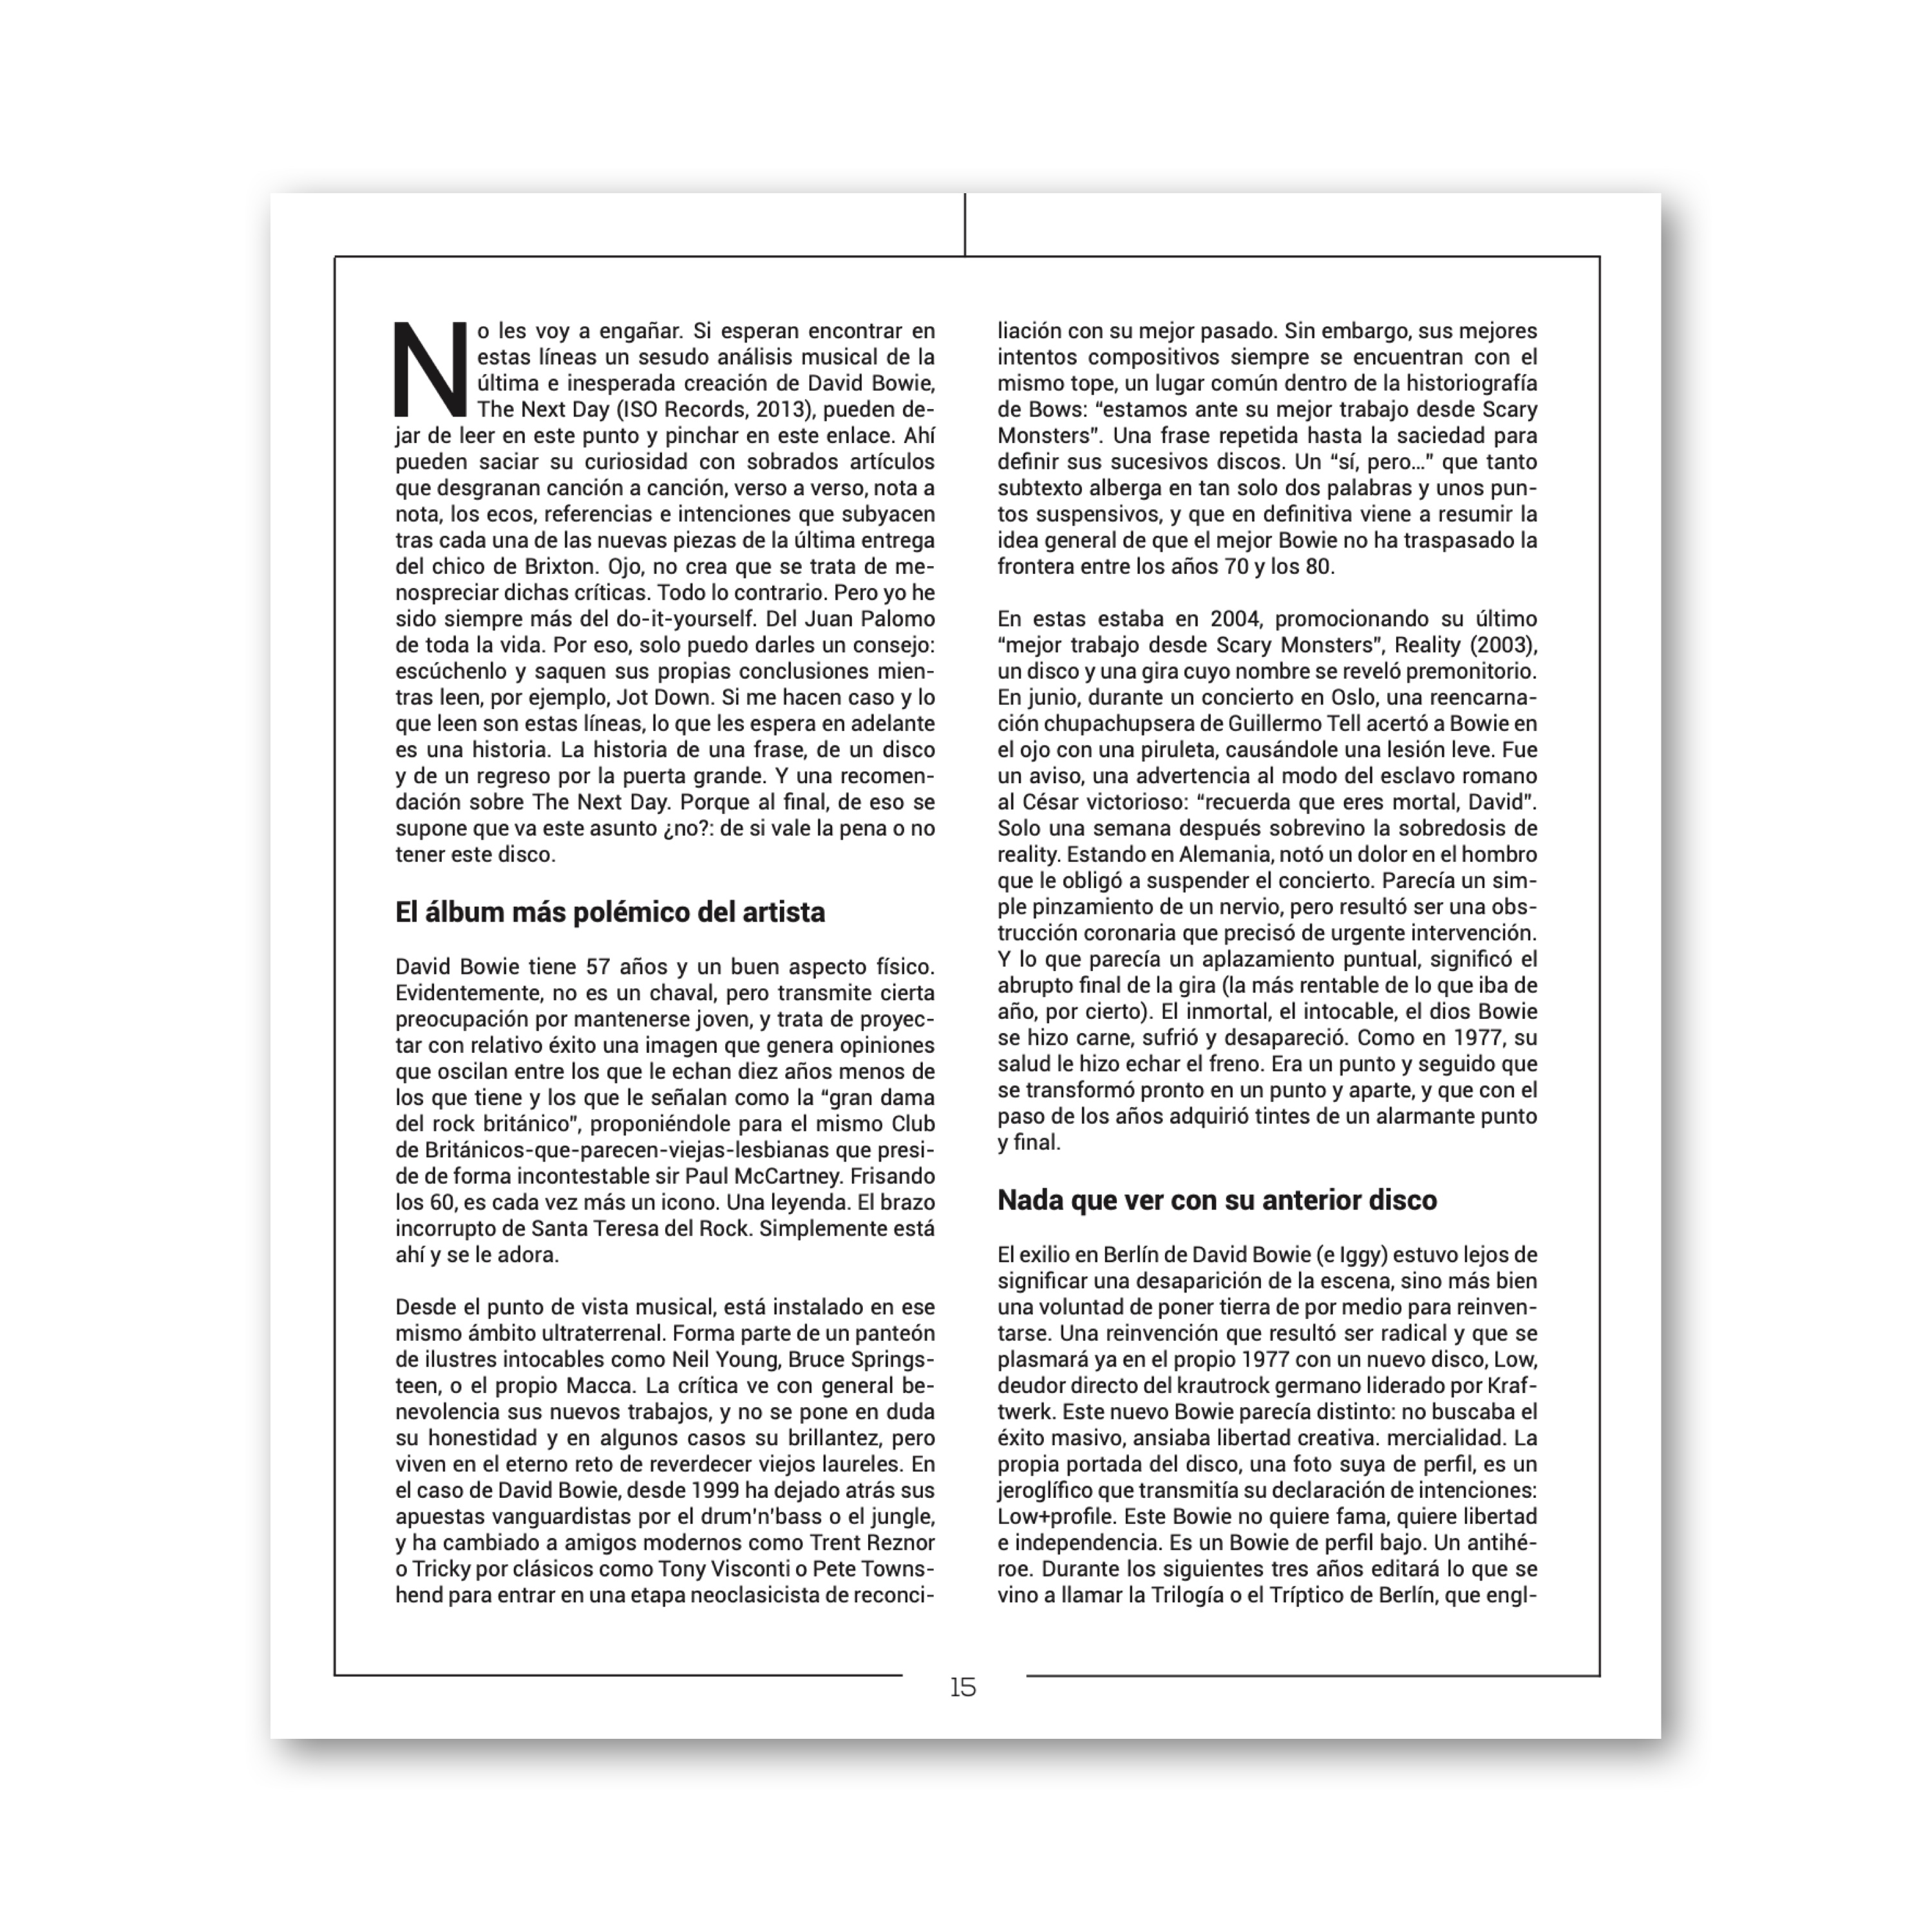 No les voy a engañar. Si esperan encontrar en
estas líneas un sesudo análisis musical de la
última e inesperada creación de David Bowie,
The Next Day (ISO Records, 2013), pueden de-
jar de leer en este punto y pinchar en este enlace. Ahí
pueden saciar su curiosidad con sobrados artículos
que desgranan canción a canción, verso a verso, nota a
nota, los ecos, referencias e intenciones que subyacen
tras cada una de las nuevas piezas de la última entrega
del chico de Brixton. Ojo, no crea que se trata de me-
nospreciar dichas críticas. Todo lo contrario. Pero yo he
sido siempre más del do-it-yourself. Del Juan Palomo
de toda la vida. Por eso, solo puedo darles un consejo:
escúchenlo y saquen sus propias conclusiones mien-
tras leen, por ejemplo, Jot Down. Si me hacen caso y lo
que leen son estas líneas, lo que les espera en adelante
es una historia. La historia de una frase, de un disco
y de un regreso por la puerta grande. Y una recomen-
dación sobre The Next Day. Porque al final, de eso se
supone que va este asunto ¿no?: de si vale la pena o no
tener este disco.
El álbum más polémico del artista
David Bowie tiene 57 años y un buen aspecto físico.
Evidentemente, no es un chaval, pero transmite cierta
preocupación por mantenerse joven, y trata de proyec-
tar con relativo éxito una imagen que genera opiniones
que oscilan entre los que le echan diez años menos de
los que tiene y los que le señalan como la “gran dama
del rock británico”, proponiéndole para el mismo Club
de Británicos-que-parecen-viejas-lesbianas que presi-
de de forma incontestable sir Paul McCartney. Frisando
los 60, es cada vez más un icono. Una leyenda. El brazo
incorrupto de Santa Teresa del Rock. Simplemente está
ahí y se le adora.
Desde el punto de vista musical, está instalado en ese
mismo ámbito ultraterrenal. Forma parte de un panteón
de ilustres intocables como Neil Young, Bruce Springs-
teen, o el propio Macca. La crítica ve con general be-
nevolencia sus nuevos trabajos, y no se pone en duda
su honestidad y en algunos casos su brillantez, pero
viven en el eterno reto de reverdecer viejos laureles. En
el caso de David Bowie, desde 1999 ha dejado atrás sus
apuestas vanguardistas por el drum'n'bass o el jungle,
y ha cambiado a amigos modernos como Trent Reznor
o Tricky por clásicos como Tony Visconti o Pete Towns-
hend para entrar en una etapa neoclasicista de reconci-
liación con su mejor pasado. Sin embargo, sus mejores
intentos compositivos siempre se encuentran con el
mismo tope, un lugar común dentro de la historiografía
de Bows: “estamos ante su mejor trabajo desde Scary
Monsters”. Una frase repetida hasta la saciedad para
definir sus sucesivos discos. Un “sí, pero…” que tanto
subtexto alberga en tan solo dos palabras y unos pun-
tos suspensivos, y que en definitiva viene a resumir la
idea general de que el mejor Bowie no ha traspasado la
frontera entre los años 70 y los 80.
En estas estaba en 2004, promocionando su último
“mejor trabajo desde Scary Monsters”, Reality (2003),
un disco y una gira cuyo nombre se reveló premonitorio.
En junio, durante un concierto en Oslo, una reencarna-
ción chupachupsera de Guillermo Tell acertó a Bowie en
el ojo con una piruleta, causándole una lesión leve. Fue
un aviso, una advertencia al modo del esclavo romano
al César victorioso: “recuerda que eres mortal, David”.
Solo una semana después sobrevino la sobredosis de
reality. Estando en Alemania, notó un dolor en el hombro
que le obligó a suspender el concierto. Parecía un sim-
ple pinzamiento de un nervio, pero resultó ser una obs-
trucción coronaria que precisó de urgente intervención.
Y lo que parecía un aplazamiento puntual, significó el
abrupto final de la gira (la más rentable de lo que iba de
año, por cierto). El inmortal, el intocable, el dios Bowie
se hizo carne, sufrió y desapareció. Como en 1977, su
salud le hizo echar el freno. Era un punto y seguido que
se transformó pronto en un punto y aparte, y que con el
paso de los años adquirió tintes de un alarmante punto
y final.
Nada que ver con su anterior disco
El exilio en Berlín de David Bowie (e Iggy) estuvo lejos de
significar una desaparición de la escena, sino más bien
una voluntad de poner tierra de por medio para reinven-
tarse. Una reinvención que resultó ser radical y que se
plasmará ya en el propio 1977 con un nuevo disco, Low,
deudor directo del krautrock germano liderado por Kraf-
twerk. Este nuevo Bowie parecía distinto: no buscaba el
éxito masivo, ansiaba libertad creativa. mercialidad. La
propia portada del disco, una foto suya de perfil, es un
jeroglífico que transmitía su declaración de intenciones:
Low+profile. Este Bowie no quiere fama, quiere libertad
e independencia. Es un Bowie de perfil bajo. Un antihé-
roe. Durante los siguientes tres años editará lo que se
vino a llamar la Trilogía o el Tríptico de Berlín, que engl-
15